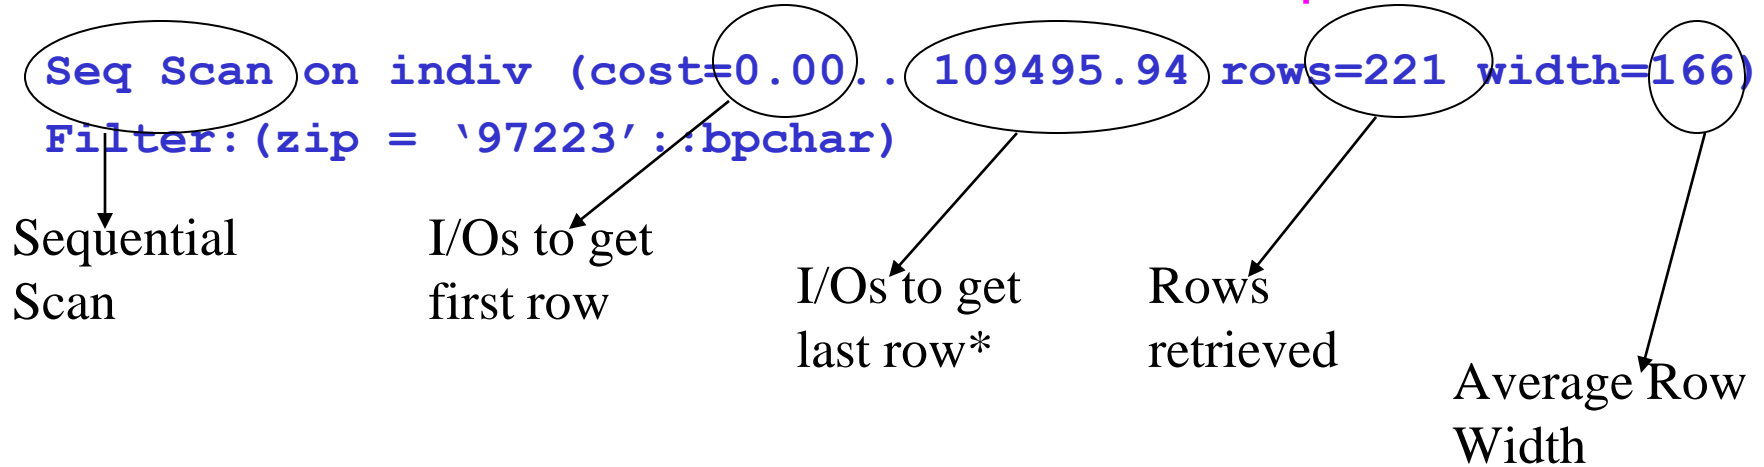 Seq Scan on indiv (cost=0.00.. 109495.94 rows=221 width=166)
Filter:(zip = ‘97223’::bpchar)
Sequential
Scan
I/Os to get
first row
I/Os to get
last row*
Rows
retrieved
Average Row
Width